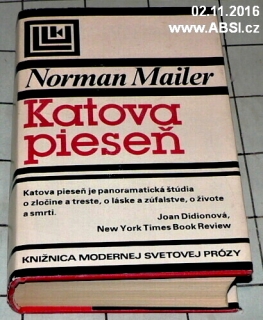 02.11.2016
www.ABSI.cz
Norman Mailer
Katova
pieseň
Katova pieseň je panoramatická štúdia
o zločine a treste, o láske a zúfalstve, o živote
a smrti.
Joan Didionová,
New York Times Book Review
KNIŽNICA MODERNEJ SVETOVEJ PRÓZY